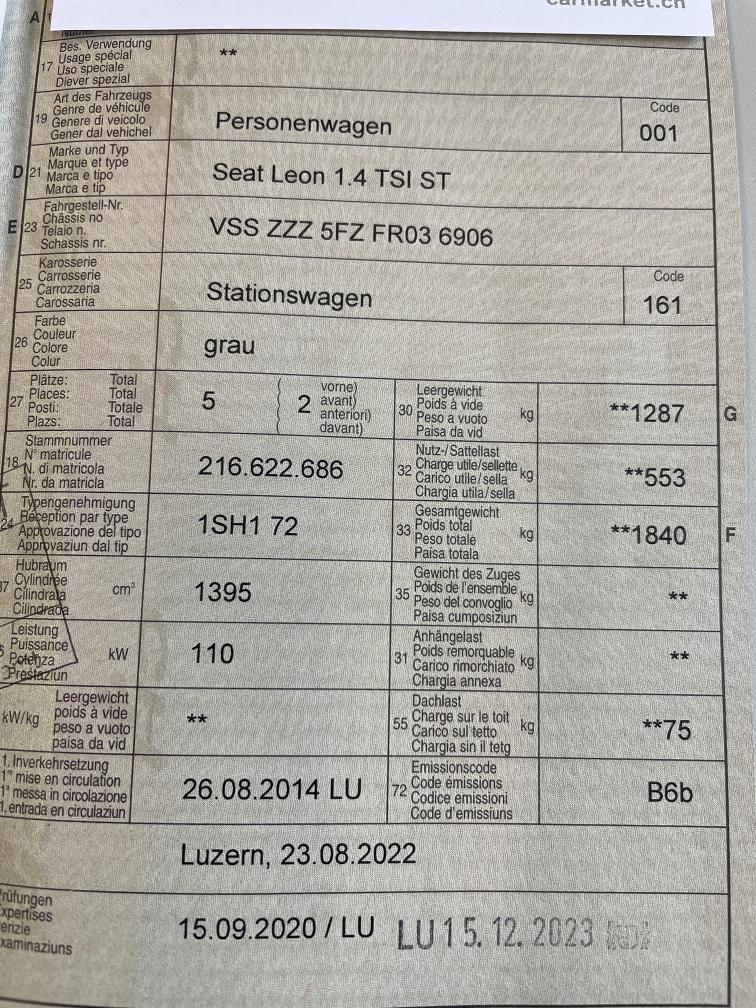 carmarket.ch
A
17 Bes. Verwendung
Usage spécial
Uso speciale
Diever spezial
**
19 Art des Fahrzeugs
Genre de véhicule
Genere di veicolo
Gener dal vehichel
Personenwagen
Code
001
D 21 Marke und Typ
Marque et type
Marca e tipo
Marca e tip
Seat Leon 1.4 TSI ST
E 23 Fahrgestell-Nr.
Châssis no
Telaio n.
Schassis nr.
VSS ZZZ 5FZ FR03 6906
25 Karosserie
Carrosserie
Carrozzeria
Carossaria
Stationswagen
Code
161
26 Farbe
Couleur
Colore
Colur
grau
27 Plätze: Total
Places: Total
Posti: Totale
Plazs: Total
5
2 vorne)
avant)
anteriori)
davant)
30 Leergewicht
Poids à vide
Peso a vuoto
Paisa da vid
kg
**1287 G
18 Stammnummer
N° matricule
N. di matricola
Nr. da matricla
216.622.686
32 Nutz-/Sattellast
Charge utile/sellette
Carico utile/sella
Chargia utila/sella
kg
**553
24 Typengenehmigung
Réception par type
Approvazione del tipo
Approvaziun dal tip
1SH1 72
33 Gesamtgewicht
Poids total
Peso totale
Paisa totala
kg
**1840 F
37 Hubraum
Cylindrée
Cilindrata
Cilindrada
cm³
1395
35 Gewicht des Zuges
Poids de l'ensemble
Peso del convoglio
Paisa cumposiziun
kg
**
Leistung
Puissance
Potenza
Prestaziun
kW
110
31 Anhängelast
Poids remorquable
Carico rimorchiato
Chargia annexa
kg
**
kW/kg Leergewicht
poids à vide
peso a vuoto
paisa da vid
**
55 Dachlast
Charge sur le toit
Carico sul tetto
Chargia sin il tetg
kg
**75
1. Inverkehrsetzung
1re mise en circulation
1a messa in circolazione
1. entrada en circulaziun
26.08.2014 LU
72 Emissionscode
Code émissions
Codice emissioni
Code d'emissiuns
B6b
Luzern, 23.08.2022
Prüfungen
Expertises
Perizie
Examinaziuns
15.09.2020 / LU
LU 15. 12. 2023